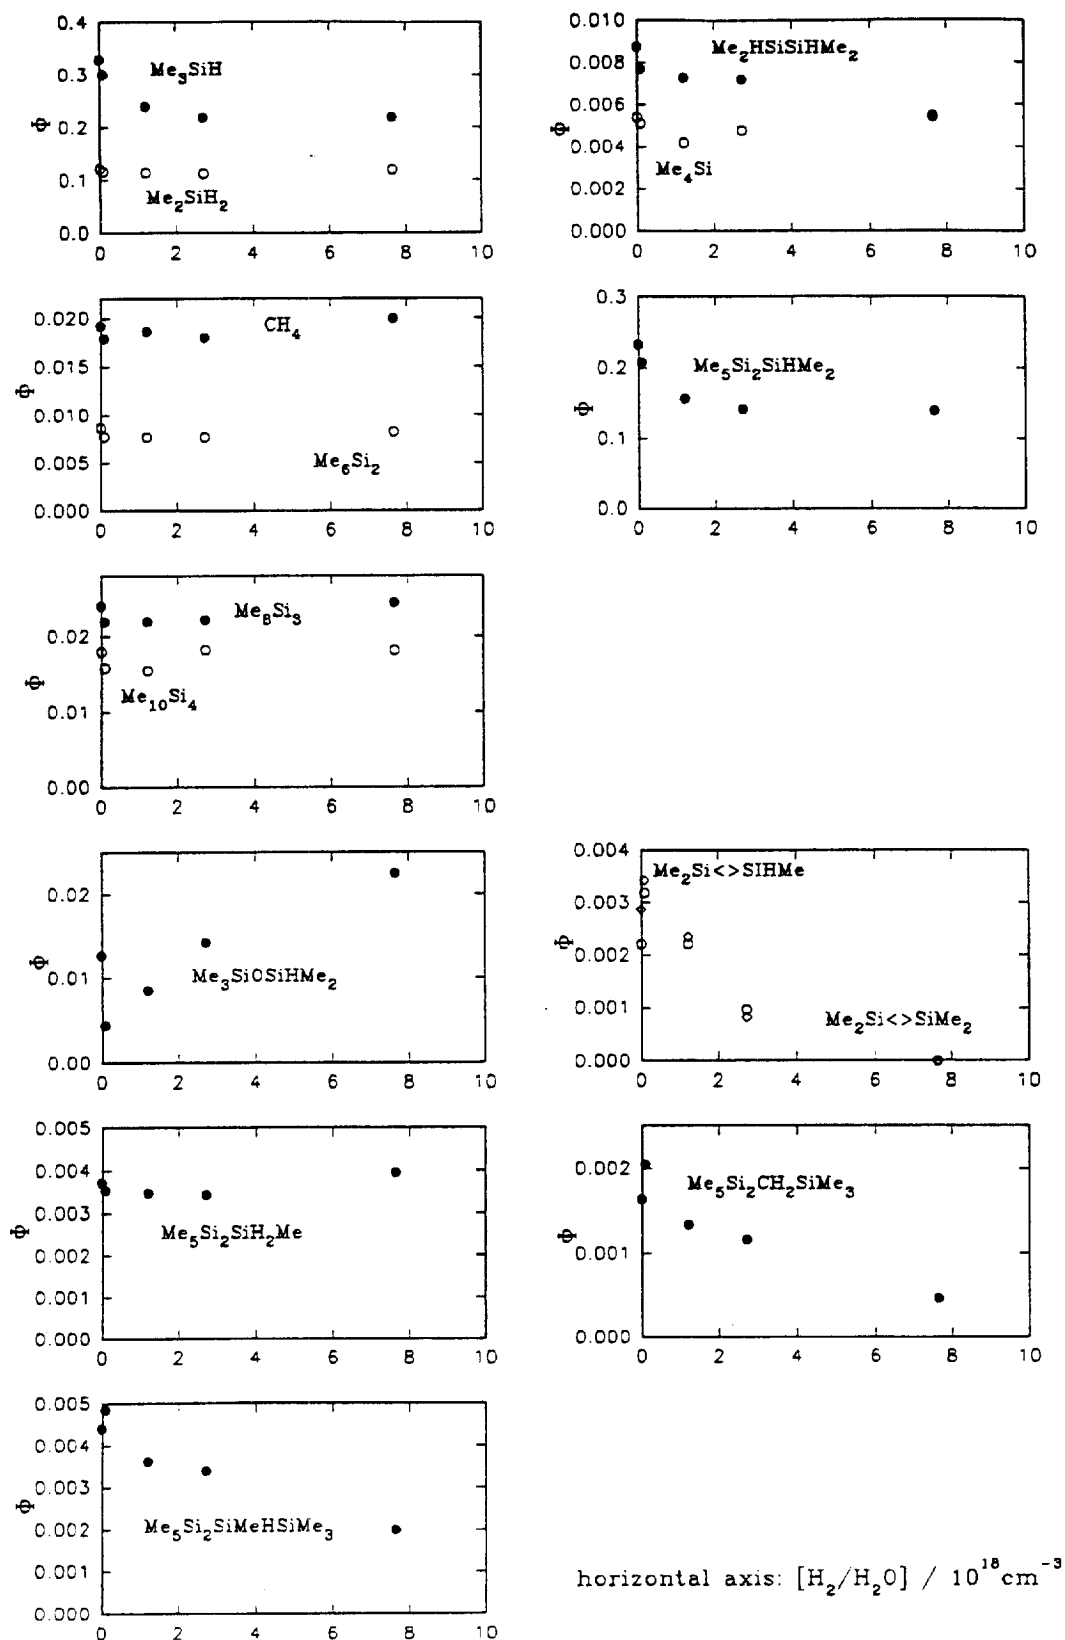 0.4
0.3
0.2
0.1
0.0
Φ
Me₃SiH
Me₂SiH₂
0 2 4 6 8 10
0.010
0.008
0.006
0.004
0.002
0.000
Φ
Me₂HSiSiHMe₂
Me₄Si
0 2 4 6 8 10
0.020
0.015
0.010
0.005
0.000
Φ
CH₄
Me₆Si₂
0 2 4 6 8 10
0.3
0.2
0.1
0.0
Φ
Me₅Si₂SiHMe₂
0 2 4 6 8 10
0.02
0.01
0.00
Φ
Me₈Si₃
Me₁₀Si₄
0 2 4 6 8 10
0.02
0.01
0.00
Φ
Me₃SiOSiHMe₂
0 2 4 6 8 10
0.004
0.003
0.002
0.001
0.000
Φ
Me₂Si<>SIHMe
Me₂Si<>SiMe₂
0 2 4 6 8 10
0.005
0.004
0.003
0.002
0.001
0.000
Φ
Me₅Si₂SiH₂Me
0 2 4 6 8 10
0.002
0.001
0.000
Φ
Me₅Si₂CH₂SiMe₃
0 2 4 6 8 10
0.005
0.004
0.003
0.002
0.001
0.000
Φ
Me₅Si₂SiMeHSiMe₃
0 2 4 6 8 10
horizontal axis: [H₂/H₂O] / 10¹⁸cm⁻³